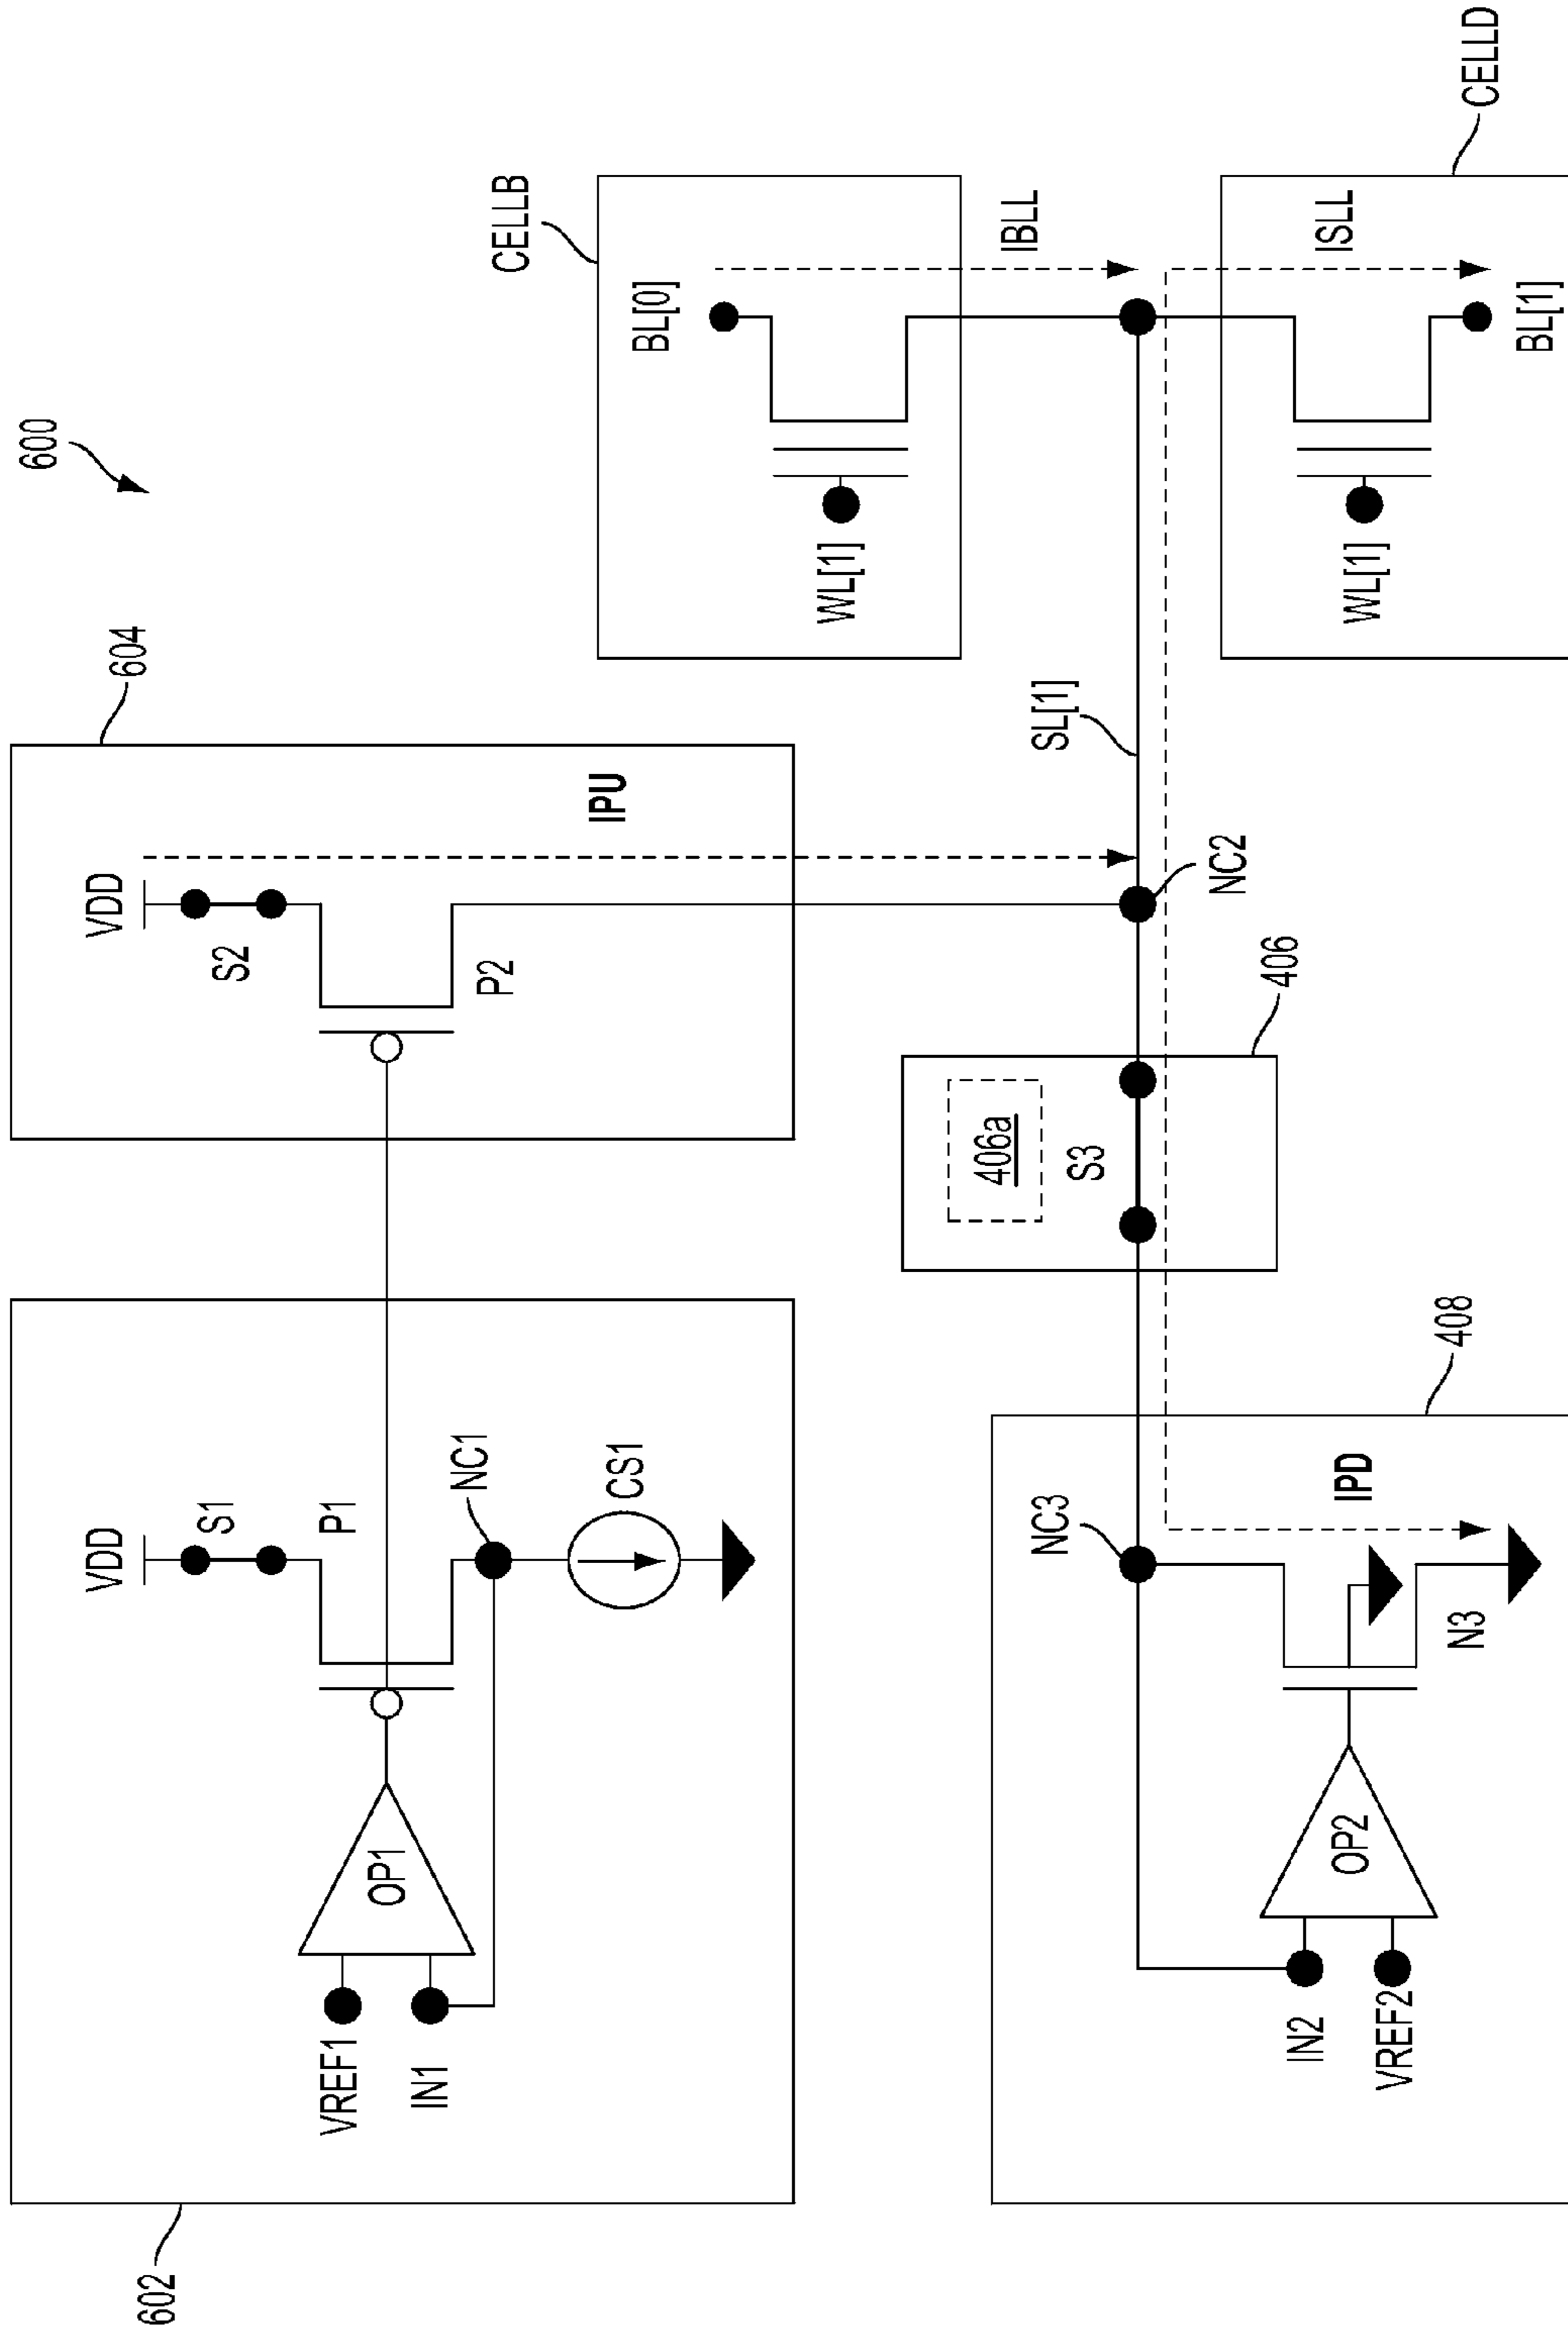 600
602
VDD
S1
P1
OP1
VREF1
IN1
NC1
CS1
604
VDD
S2
P2
IPU
CELLB
BL[0]
WL[1]
IBLL
SL[1]
NC2
406
406a
S3
408
NC3
IPD
N3
OP2
IN2
VREF2
CELLD
ISLL
WL[1]
BL[1]